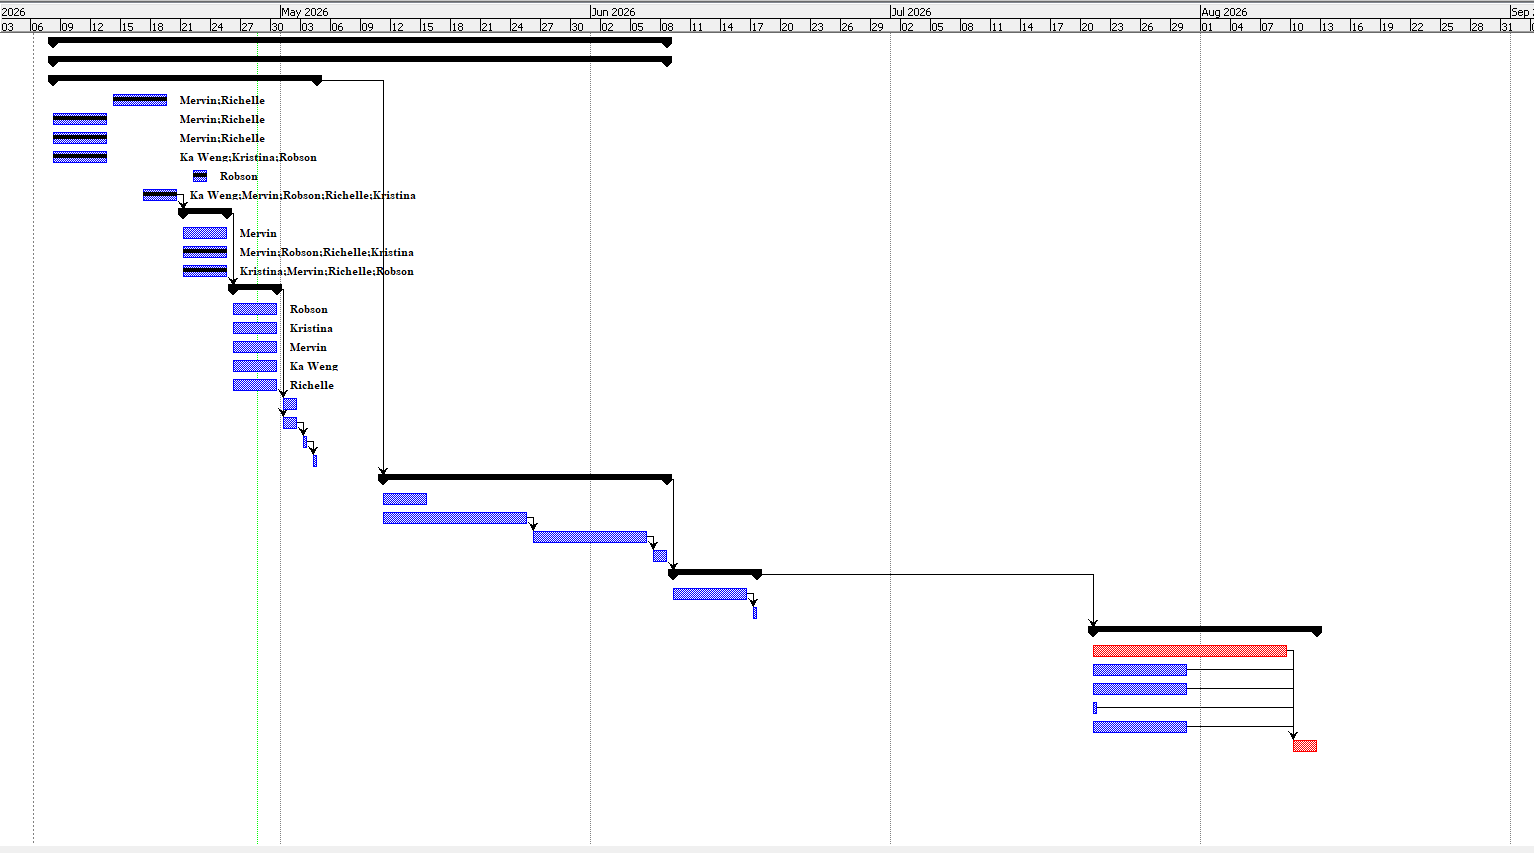 2026 May 2026 Jun 2026 Jul 2026 Aug 2026 Sep
03 06 09 12 15 18 21 24 27 30 03 06 09 12 15 18 21 24 27 30 02 05 08 11 14 17 20 23 26 29 02 05 08 11 14 17 20 23 26 29 01 04 07 10 13 16 19 22 25 28 31
Mervin;Richelle
Mervin;Richelle
Mervin;Richelle
Ka Weng;Kristina;Robson
Robson
Ka Weng;Mervin;Robson;Richelle;Kristina
Mervin
Mervin;Robson;Richelle;Kristina
Kristina;Mervin;Richelle;Robson
Robson
Kristina
Mervin
Ka Weng
Richelle